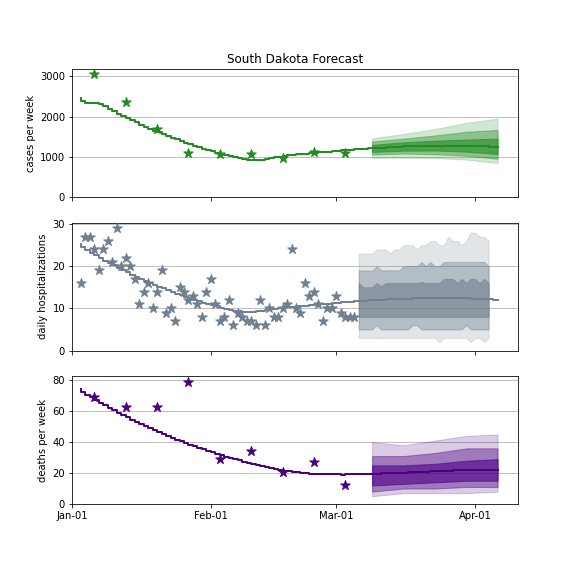 South Dakota Forecast
3000
2000
1000
0
cases per week
30
20
10
0
daily hospitalizations
80
60
40
20
0
deaths per week
Jan-01
Feb-01
Mar-01
Apr-01